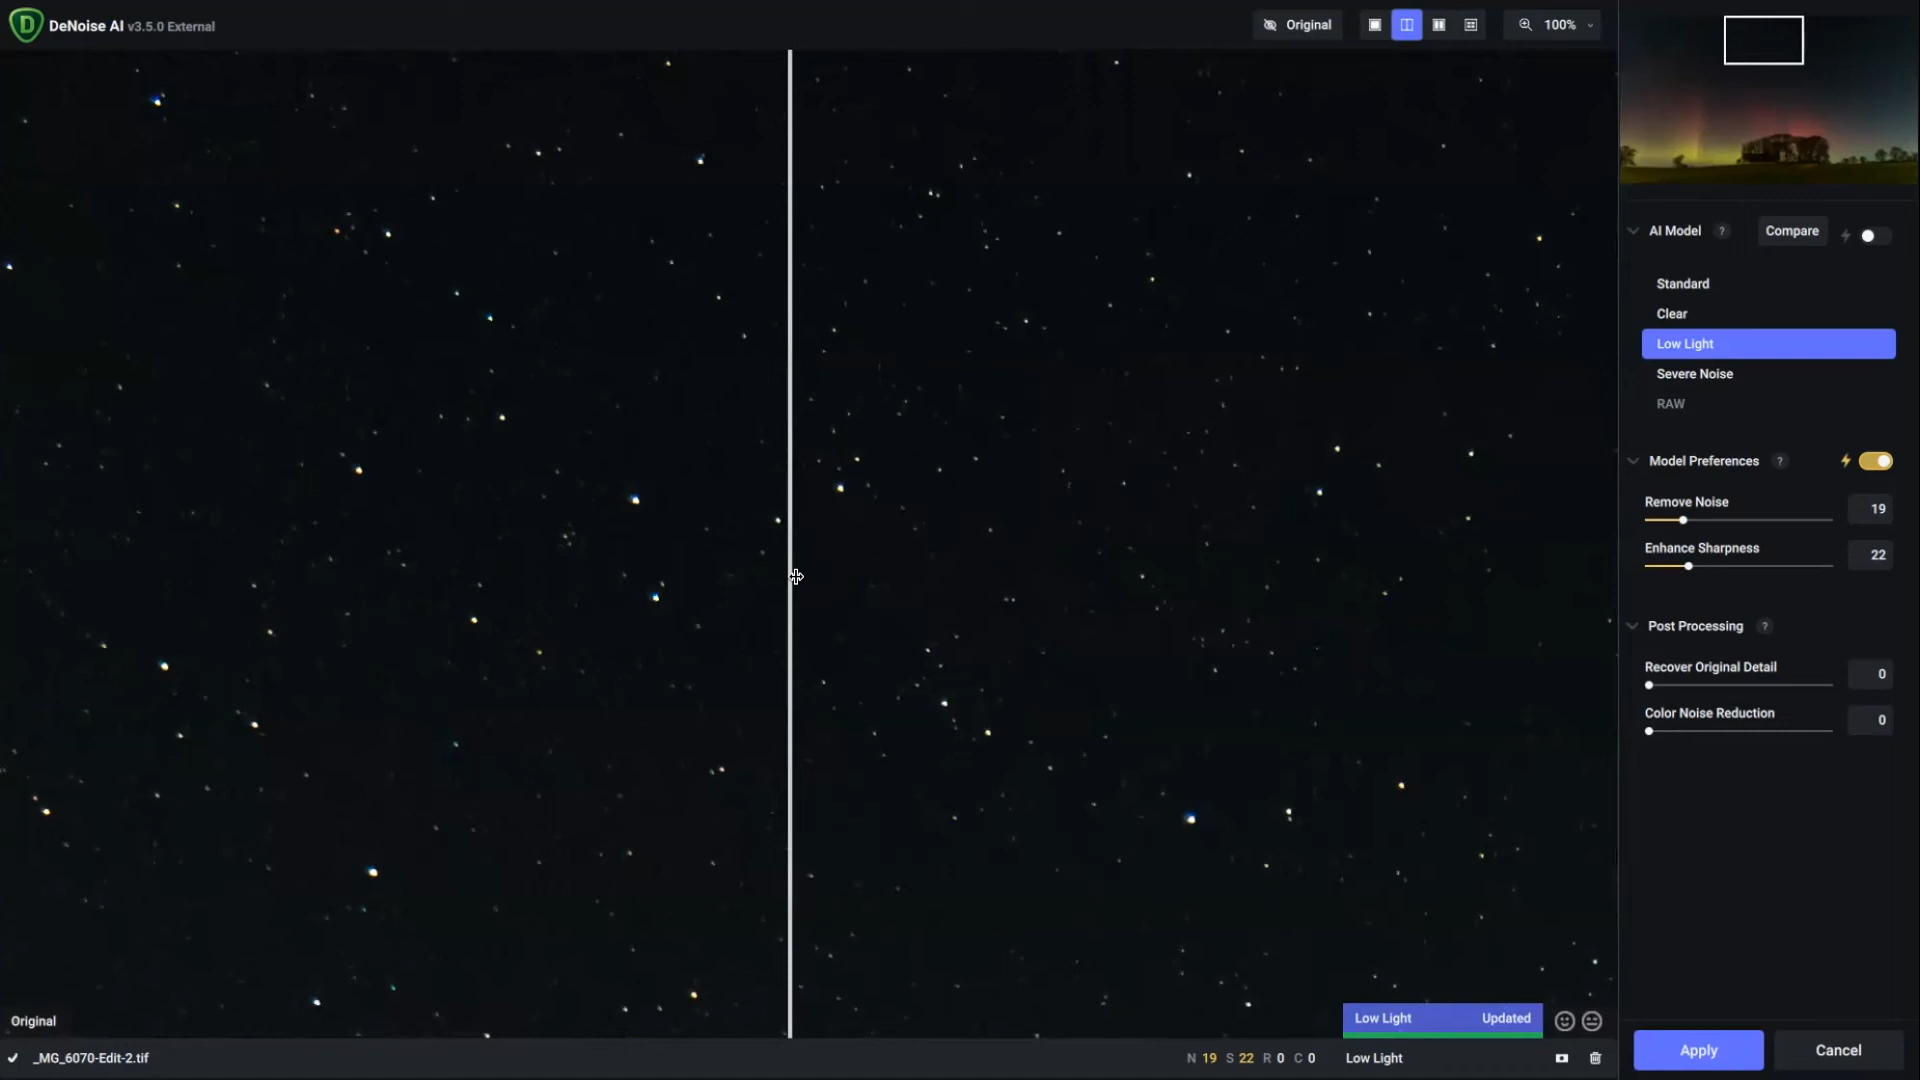 DeNoise AI v3.5.0 External
Original
100%
AI Model ? Compare
Standard
Clear
Low Light
Severe Noise
RAW
Model Preferences ?
Remove Noise 19
Enhance Sharpness 22
Post Processing ?
Recover Original Detail 0
Color Noise Reduction 0
Original
Low Light Updated
_MG_6070-Edit-2.tif
N 19 S 22 R 0 C 0 Low Light
Apply Cancel